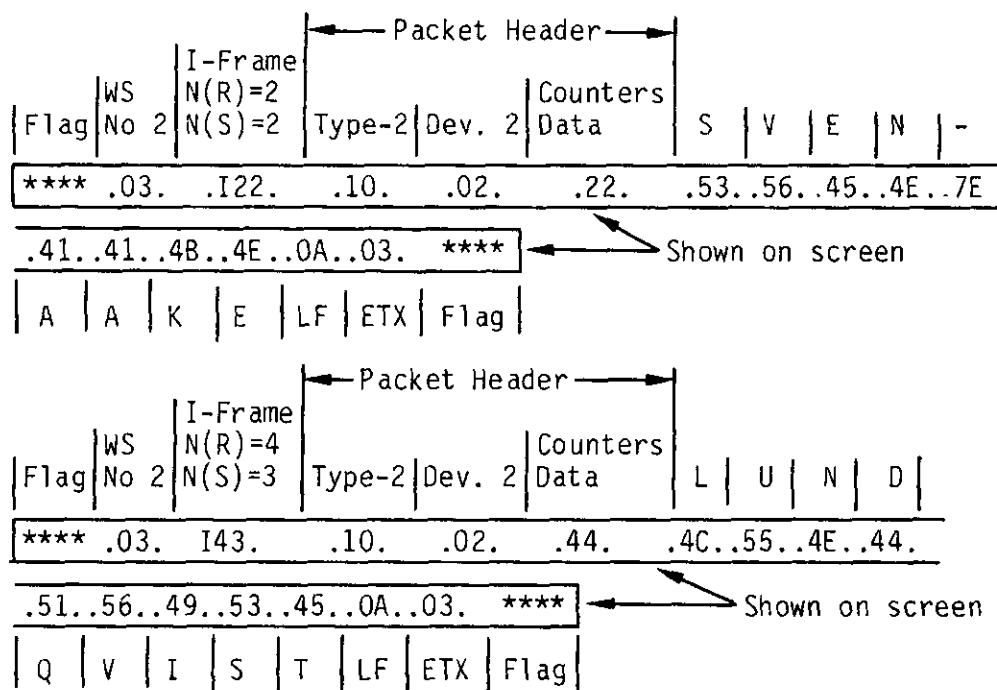 Packet Header
I-Frame
WS N(R)=2 Counters
Flag No 2 N(S)=2 Type-2 Dev. 2 Data S V E N -
**** .03. .I22. .10. .02. .22. .53..56..45..4E..7E
.41..41..4B..4E..0A..03. **** Shown on screen
A A K E LF ETX Flag
Packet Header
I-Frame
WS N(R)=4 Counters
Flag No 2 N(S)=3 Type-2 Dev. 2 Data L U N D
**** .03. I43. .10. .02. .44. .4C..55..4E..44.
.51..56..49..53..45..0A..03. **** Shown on screen
Q V I S T LF ETX Flag